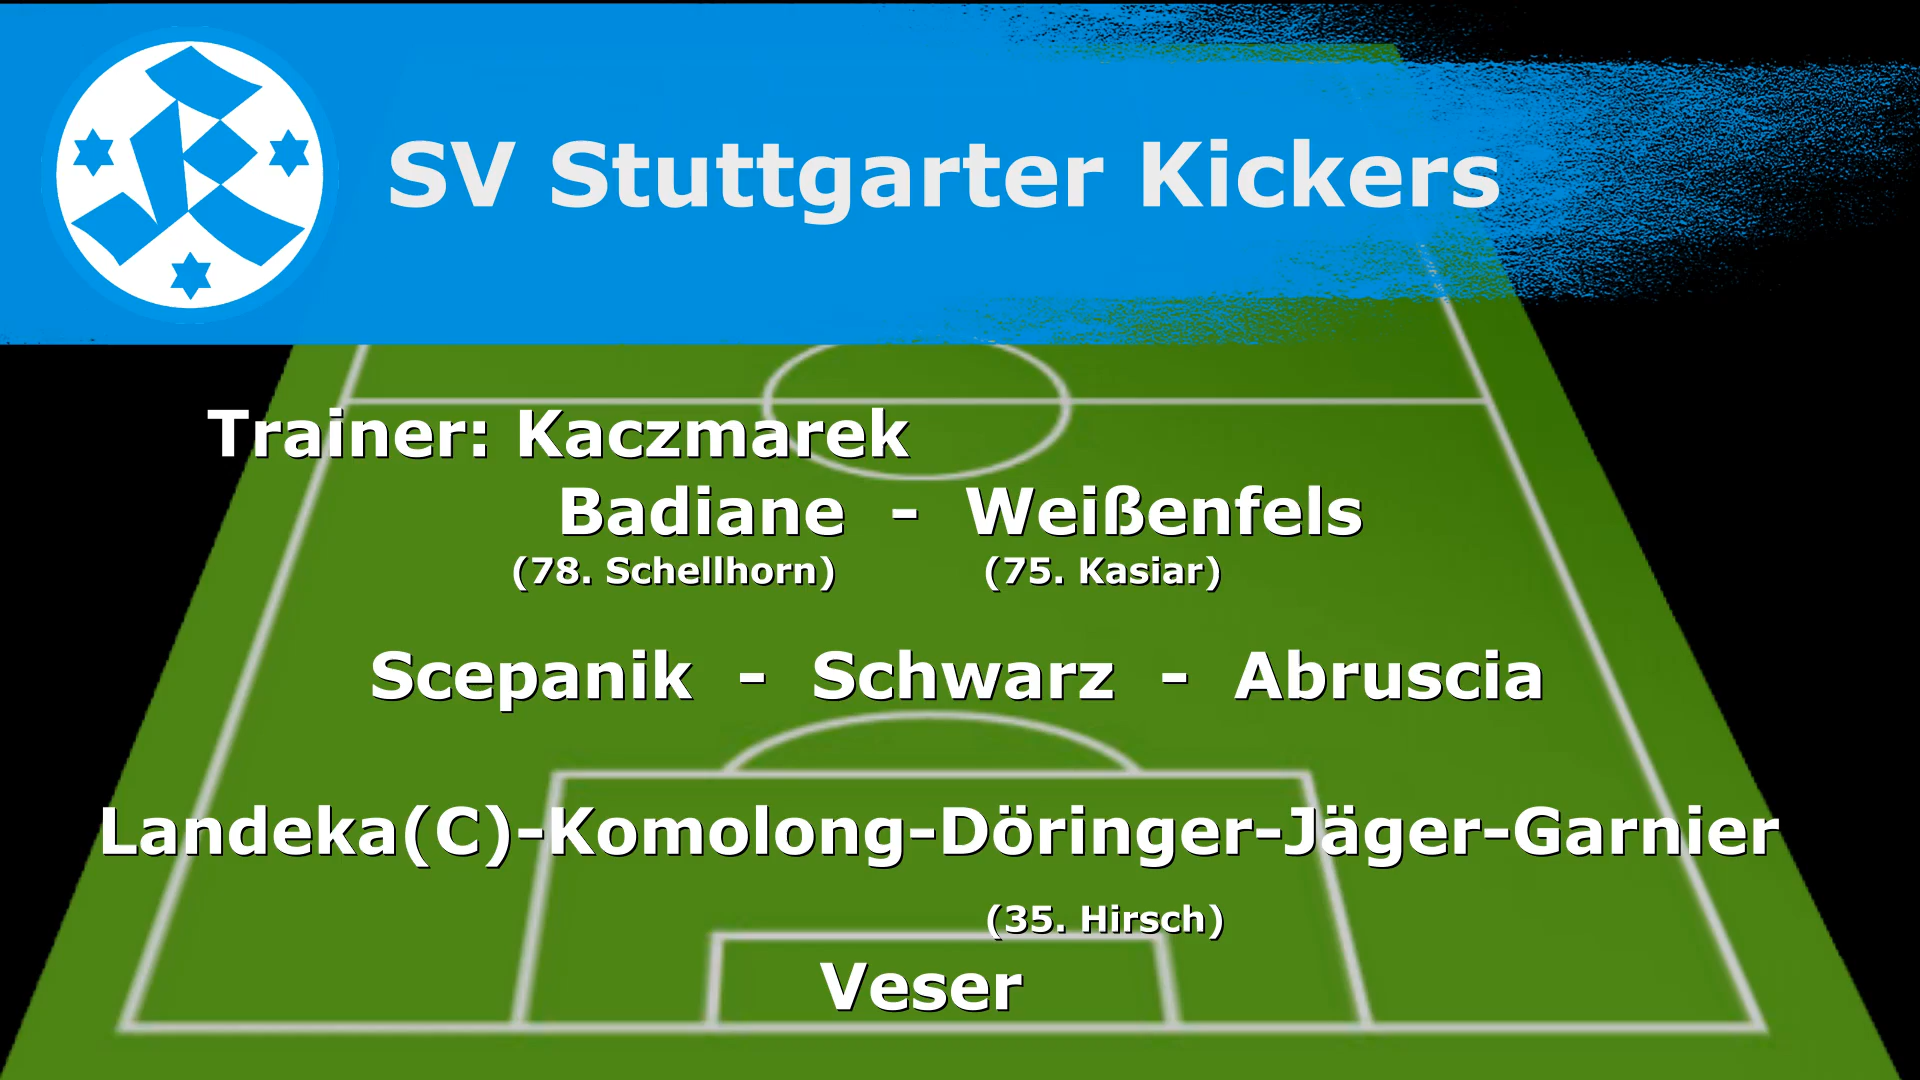 SV Stuttgarter Kickers
Trainer: Kaczmarek
Badiane - Weißenfels
(78. Schellhorn) (75. Kasiar)
Scepanik - Schwarz - Abruscia
Landeka(C)-Komolong-Döringer-Jäger-Garnier
(35. Hirsch)
Veser